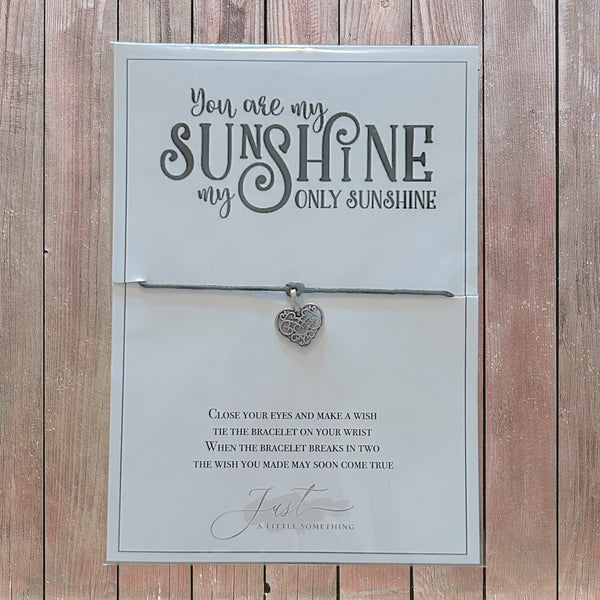 You are my
SUNSHiNE
my ONLY SUNSHINE
CLOSE YOUR EYES AND MAKE A WISH
TIE THE BRACELET ON YOUR WRIST
WHEN THE BRACELET BREAKS IN TWO
THE WISH YOU MADE MAY SOON COME TRUE
Just
A LITTLE SOMETHING